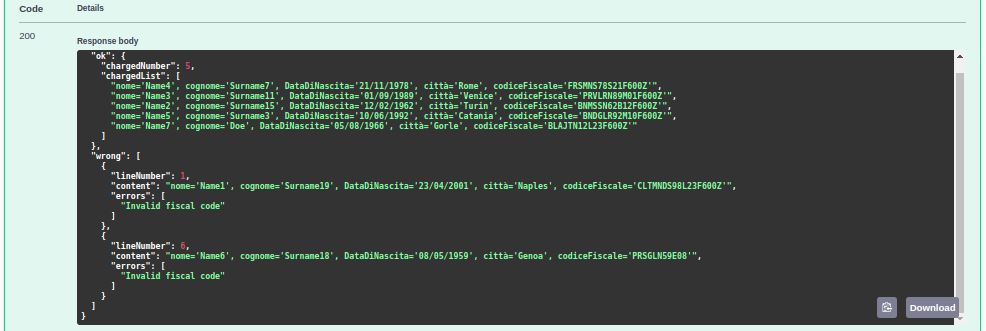 Code Details
200
Response body
"ok": {
"chargedNumber": 5,
"chargedList": [
"nome='Name4', cognome='Surname7', DataDiNascita='21/11/1978', città='Rome', codiceFiscale='FRSMNS78S21F600Z'",
"nome='Name3', cognome='Surname11', DataDiNascita='01/09/1989', città='Venice', codiceFiscale='PRVLRN89M01F600Z'",
"nome='Name2', cognome='Surname15', DataDiNascita='12/02/1962', città='Turin', codiceFiscale='BNMSSN62B12F600Z'",
"nome='Name5', cognome='Surname3', DataDiNascita='10/06/1992', città='Catania', codiceFiscale='BNDGLR92M10F600Z'",
"nome='Name7', cognome='Doe', DataDiNascita='05/08/1966', città='Gorle', codiceFiscale='BLAJTN12L23F600Z'"
]
},
"wrong": [
{
"lineNumber": 1,
"content": "nome='Name1', cognome='Surname19', DataDiNascita='23/04/2001', città='Naples', codiceFiscale='CLTMNDS98L23F600Z'",
"errors": [
"Invalid fiscal code"
]
},
{
"lineNumber": 6,
"content": "nome='Name6', cognome='Surname18', DataDiNascita='08/05/1959', città='Genoa', codiceFiscale='PRSGLN59E08'",
"errors": [
"Invalid fiscal code"
]
}
]
}
Download